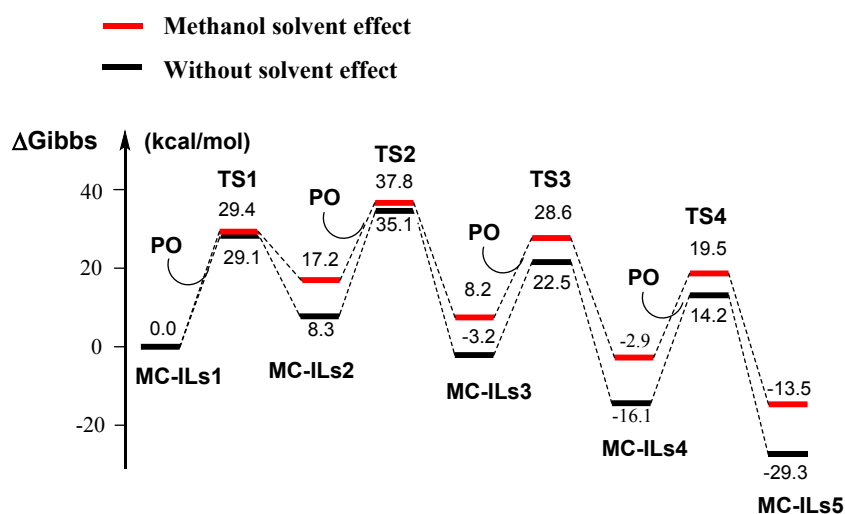 Methanol solvent effect
Without solvent effect
ΔGibbs (kcal/mol)
40
20
0
-20
0.0
MC-ILs1
PO
TS1
29.4
29.1
17.2
8.3
MC-ILs2
PO
TS2
37.8
35.1
8.2
-3.2
MC-ILs3
PO
TS3
28.6
22.5
-2.9
-16.1
MC-ILs4
PO
TS4
19.5
14.2
-13.5
-29.3
MC-ILs5